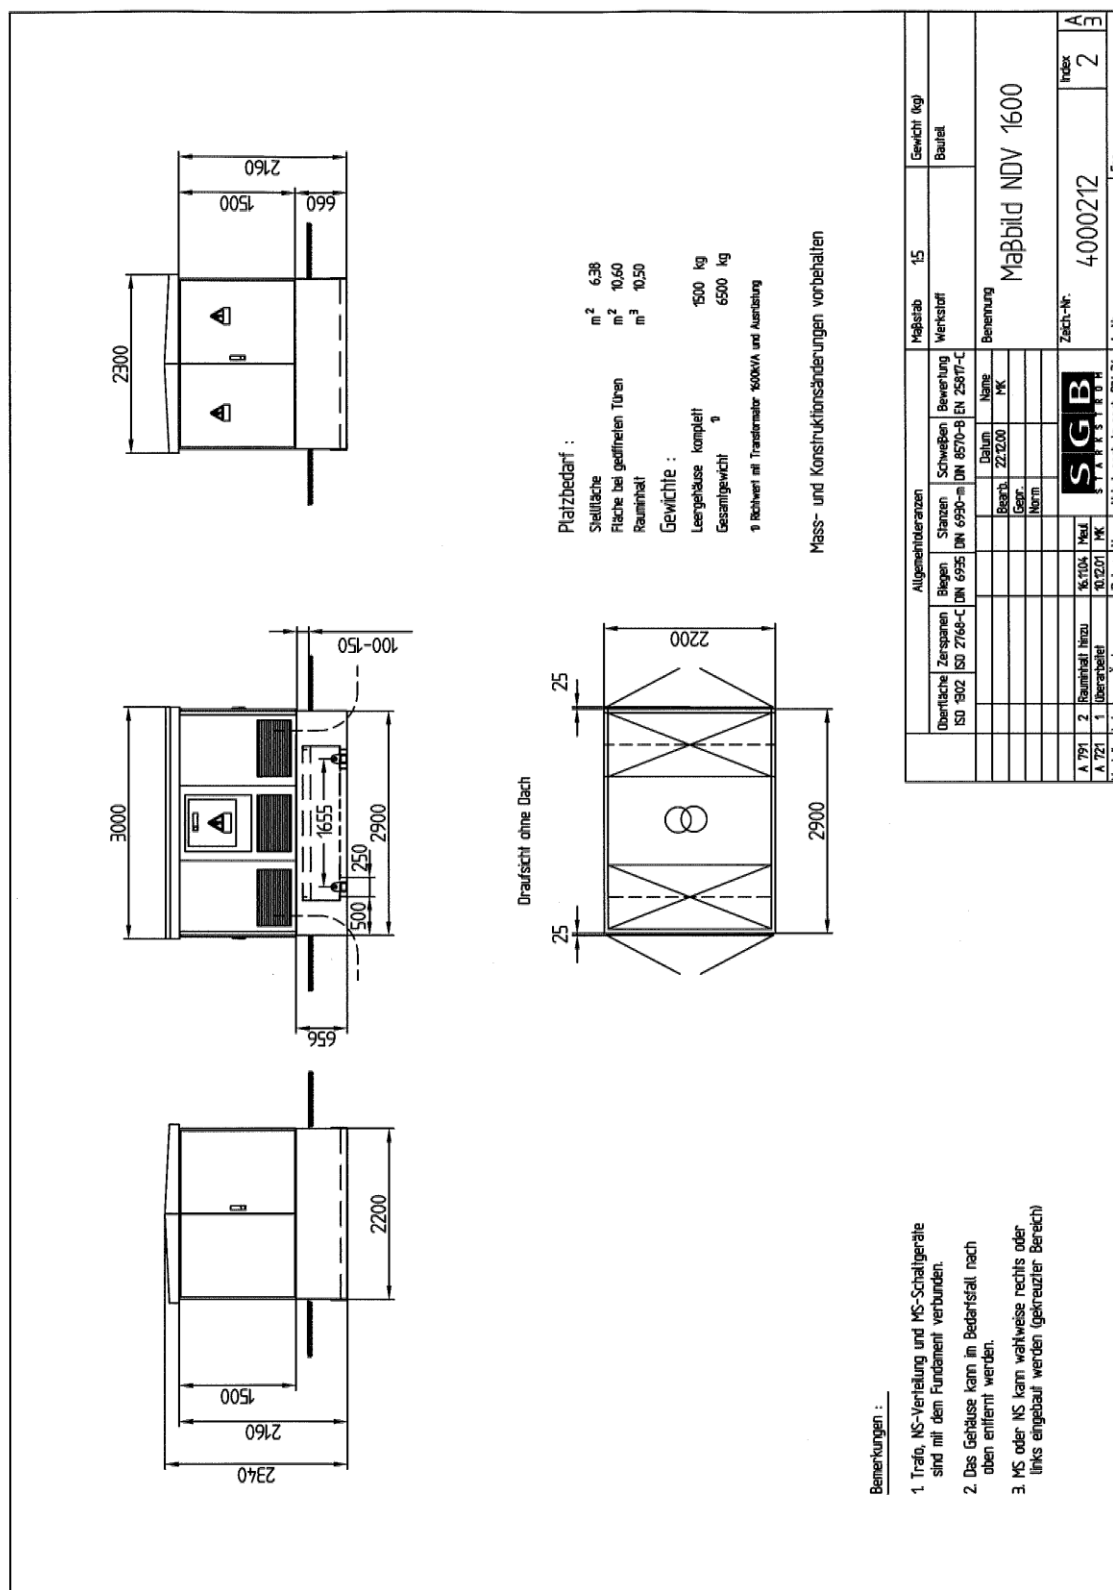 2340
2160
1500
2200
3000
656
500
250
1655
2900
100-150
2300
1500
660
2160
Draufsicht ohne Dach
25
25
2200
2900
Platzbedarf :
Stellfläche m² 6,38
Fläche bei geöffneten Türen m² 10,60
Rauminhalt m³ 10,50
Gewichte :
Leergehäuse komplett 1500 kg
Gesamtgewicht 1) 6500 kg
1) Richtwert mit Transformator 1600kVA und Ausrüstung
Mass- und Konstruktionsänderungen vorbehalten
Bemerkungen :
1. Trafo, NS-Verteilung und MS-Schaltgeräte
sind mit dem Fundament verbunden.
2. Das Gehäuse kann im Bedarfsfall nach
oben entfernt werden.
3. MS oder NS kann wahlweise rechts oder
links eingebaut werden (gekreuzter Bereich)
Allgemeintoleranzen
Oberfläche Zerspanen Biegen Stanzen Schweißen Bewertung
ISO 1302 ISO 2768-C DIN 6935 DIN 6930-m DIN 8570-B EN 25817-C
Maßstab 1:5 Gewicht (kg)
Werkstoff Bauteil
Datum Name
Bearb. 22.12.00 MK
Gepr.
Norm
Benennung
Maßbild NDV 1600
A 791 2 Rauminhalt hinzu 16.11.04 Meul
A 721 1 überarbeitet 10.12.01 MK
SGB
STARKSTROM
Zeich.-Nr.
4000212
Index
2
A
3